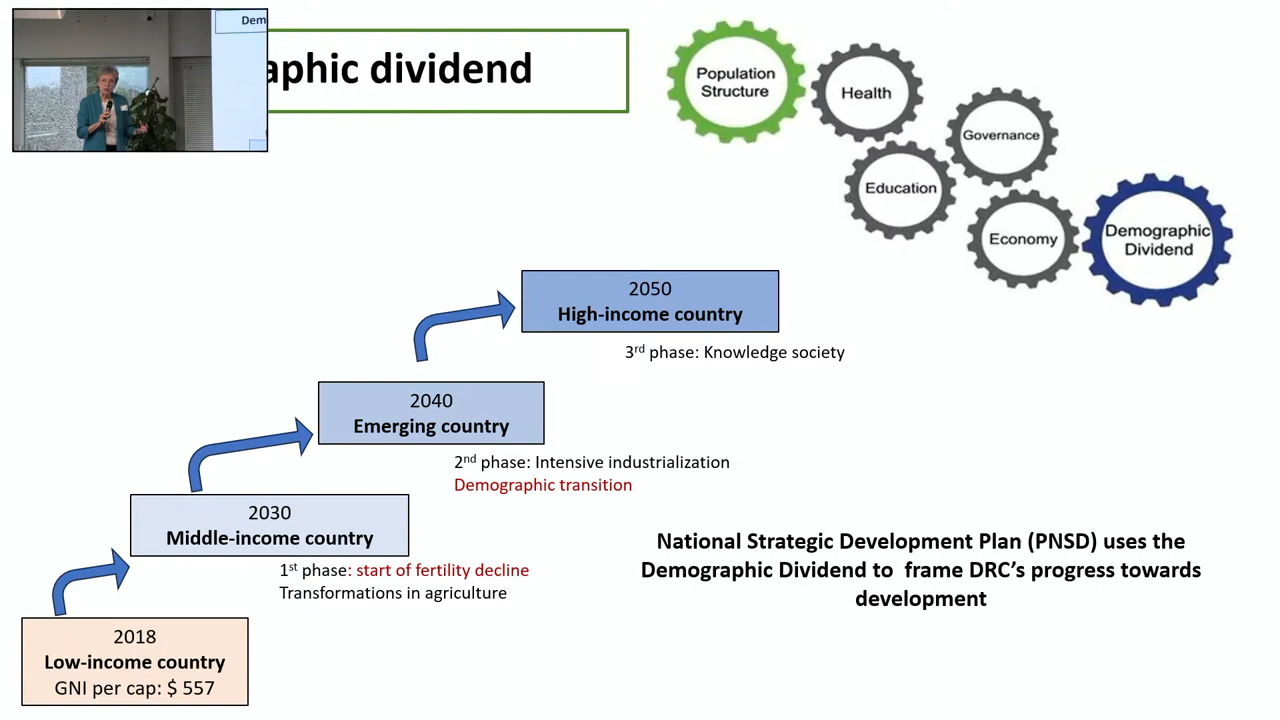 Dem
aphic dividend
Population
Structure
Health
Governance
Education
Economy
Demographic
Dividend
2050
High-income country
3rd phase: Knowledge society
2040
Emerging country
2nd phase: Intensive industrialization
Demographic transition
2030
Middle-income country
1st phase: start of fertility decline
Transformations in agriculture
National Strategic Development Plan (PNSD) uses the
Demographic Dividend to  frame DRC's progress towards
development
2018
Low-income country
GNI per cap: $ 557